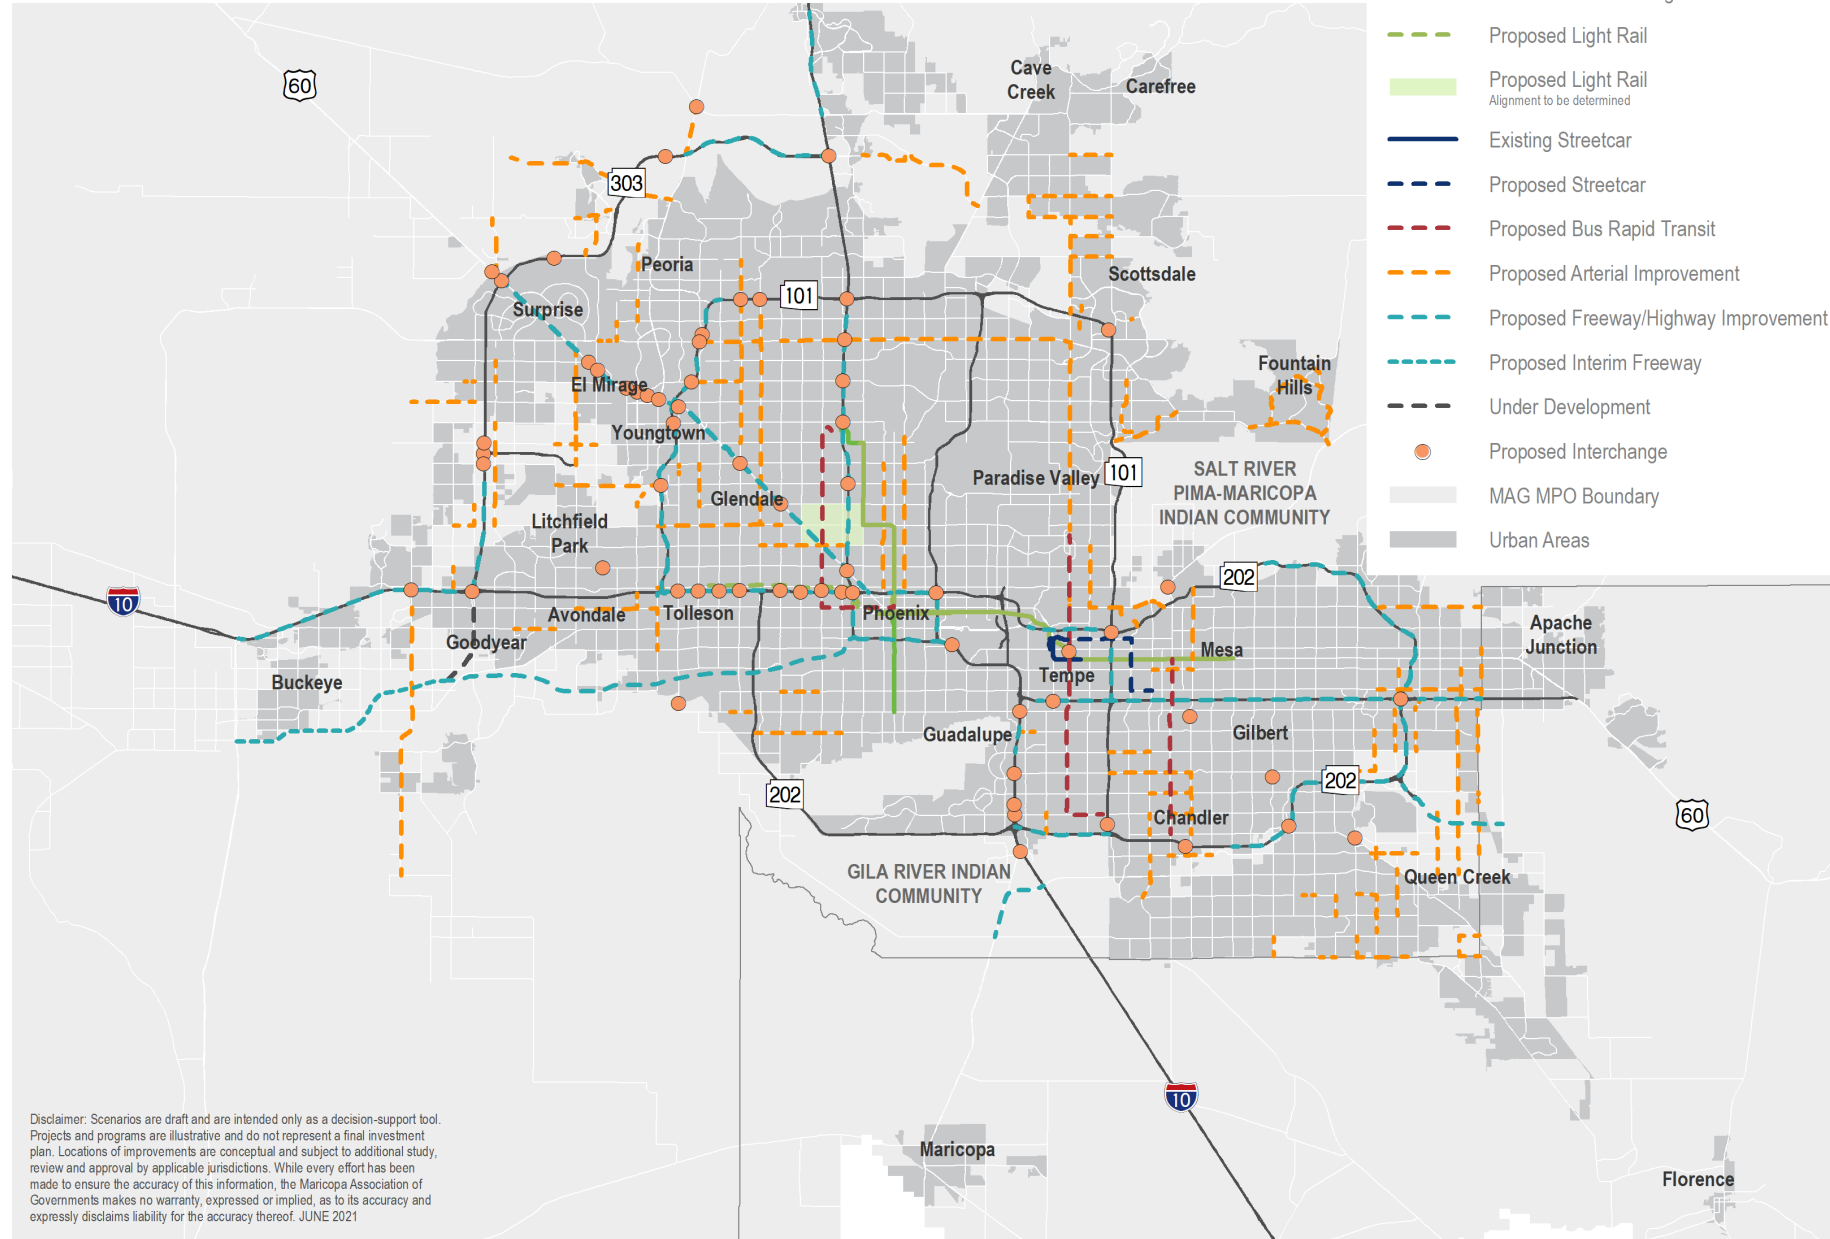 Proposed Light Rail
Proposed Light Rail
Alignment to be determined
Existing Streetcar
Proposed Streetcar
Proposed Bus Rapid Transit
Proposed Arterial Improvement
Proposed Freeway/Highway Improvement
Proposed Interim Freeway
Under Development
Proposed Interchange
MAG MPO Boundary
Urban Areas
60
Cave
Creek
Carefree
303
Peoria
Scottsdale
101
Surprise
Fountain
Hills
El Mirage
Youngtown
Paradise Valley
101
SALT RIVER
PIMA-MARICOPA
INDIAN COMMUNITY
Glendale
Litchfield
Park
202
10
Avondale
Tolleson
Phoenix
Apache
Junction
Goodyear
Mesa
Buckeye
Tempe
Guadalupe
Gilbert
202
202
Chandler
60
GILA RIVER INDIAN
COMMUNITY
Queen Creek
10
Maricopa
Florence
Disclaimer: Scenarios are draft and are intended only as a decision-support tool.
Projects and programs are illustrative and do not represent a final investment
plan. Locations of improvements are conceptual and subject to additional study,
review and approval by applicable jurisdictions. While every effort has been
made to ensure the accuracy of this information, the Maricopa Association of
Governments makes no warranty, expressed or implied, as to its accuracy and
expressly disclaims liability for the accuracy thereof. JUNE 2021